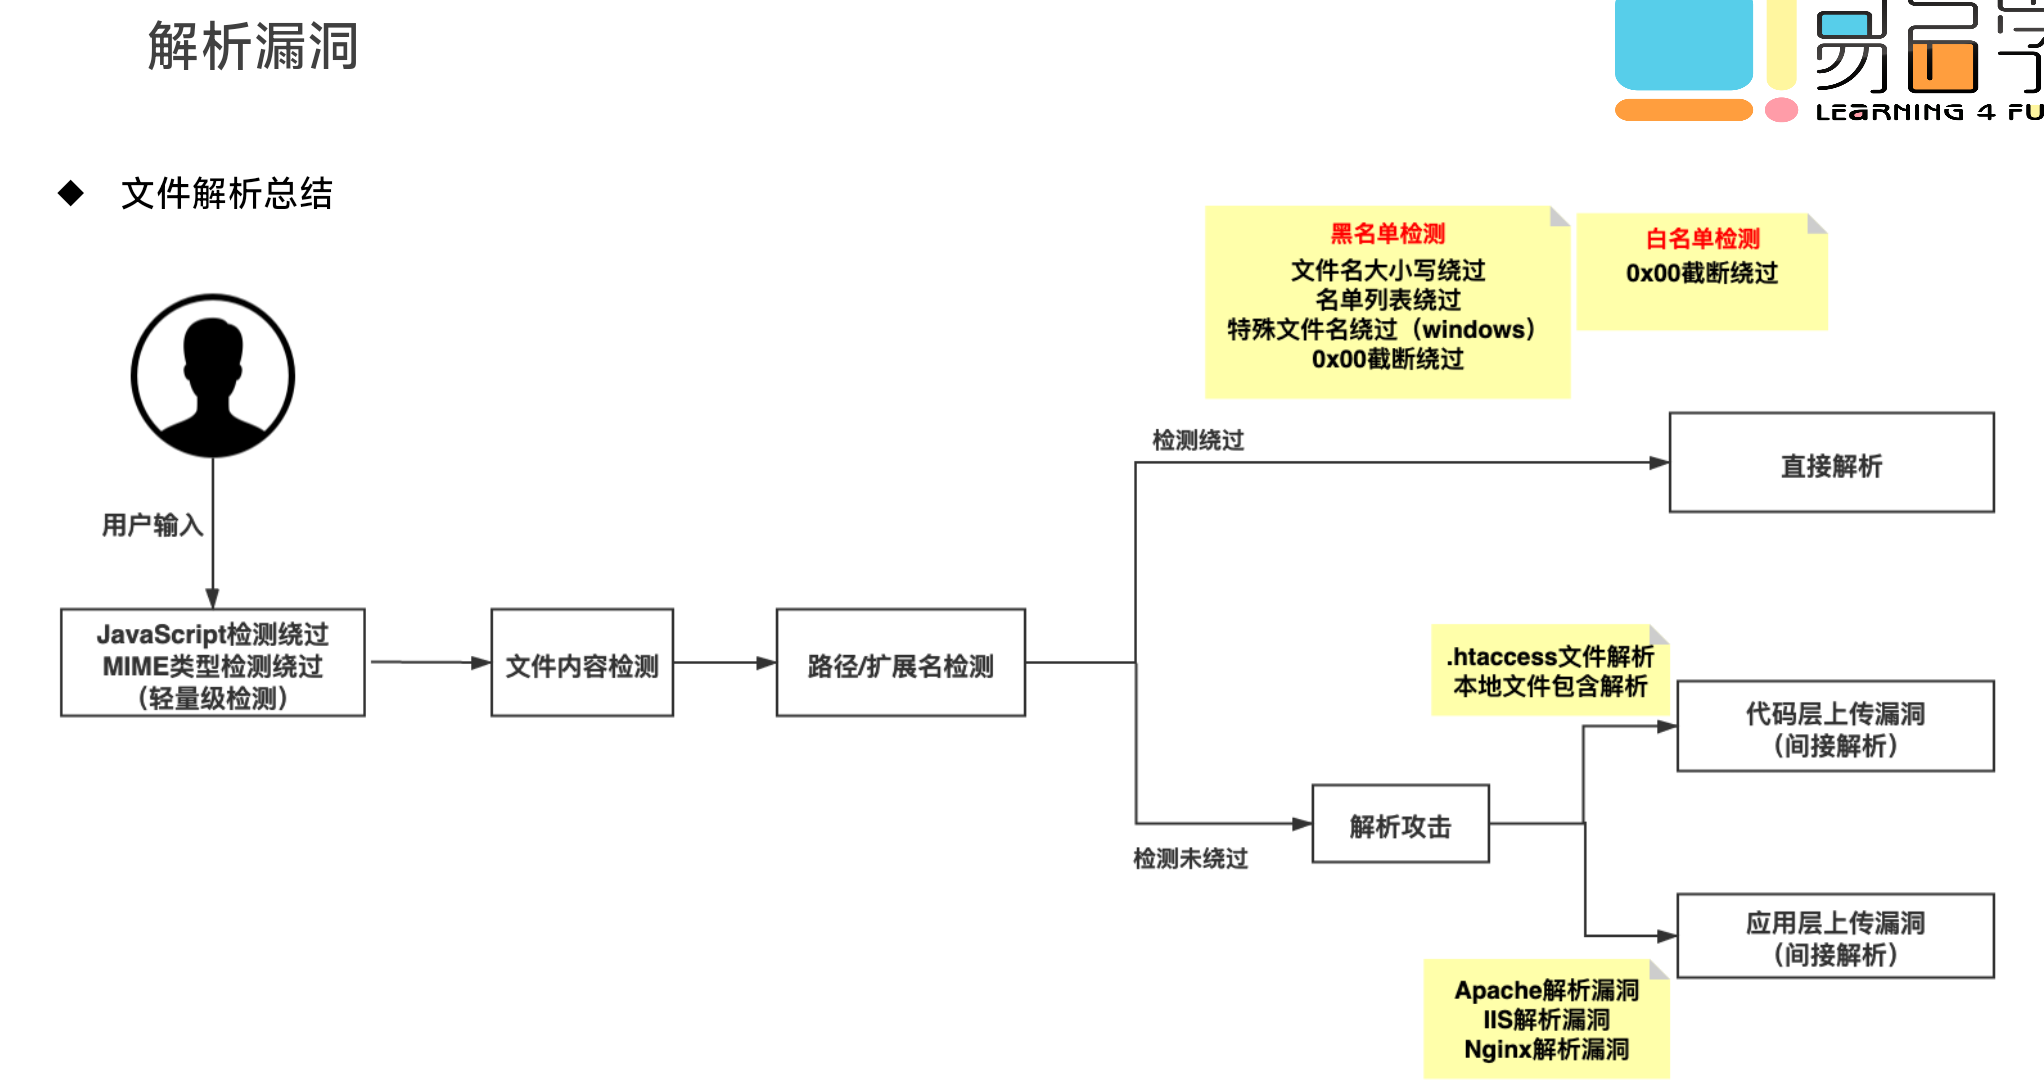 解析漏洞
LEARNING 4 FU
文件解析总结
黑名单检测
文件名大小写绕过
名单列表绕过
特殊文件名绕过（windows）
0x00截断绕过
白名单检测
0x00截断绕过
检测绕过
直接解析
用户输入
JavaScript检测绕过
MIME类型检测绕过
（轻量级检测）
文件内容检测
路径/扩展名检测
.htaccess文件解析
本地文件包含解析
代码层上传漏洞
（间接解析）
解析攻击
检测未绕过
应用层上传漏洞
（间接解析）
Apache解析漏洞
IIS解析漏洞
Nginx解析漏洞